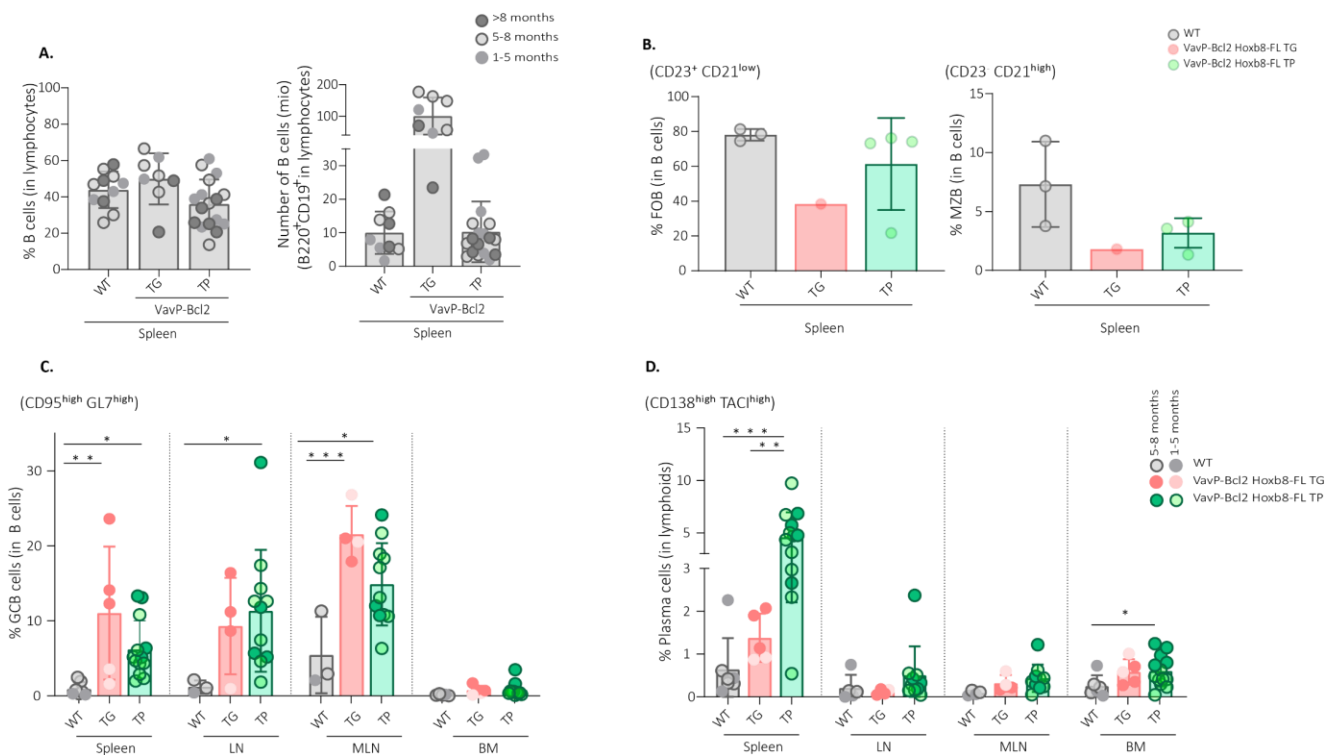 A.
>8 months
5-8 months
1-5 months
% B cells (in lymphocytes)
80
60
40
20
0
WT
TG
TP
VavP-Bcl2
Spleen
Number of B cells (mio)
(B220+CD19+ in lymphocytes)
200
100
40
30
20
10
0
WT
TG
TP
VavP-Bcl2
Spleen
B.
WT
VavP-Bcl2 Hoxb8-FL TG
VavP-Bcl2 Hoxb8-FL TP
(CD23+ CD21low)
% FOB (in B cells)
100
80
60
40
20
0
WT
TG
TP
Spleen
(CD23 CD21high)
% MZB (in B cells)
15
10
5
0
WT
TG
TP
Spleen
C.
(CD95high GL7high)
% GCB cells (in B cells)
30
20
10
0
* *
*
*
* * *
*
WT
TG
TP
WT
TG
TP
WT
TG
TP
WT
TG
TP
Spleen
LN
MLN
BM
D.
(CD138high TACIhigh)
5-8 months
1-5 months
WT
VavP-Bcl2 Hoxb8-FL TG
VavP-Bcl2 Hoxb8-FL TP
% Plasma cells (in lymphoids)
15
10
5
2
1
0
* * *
* *
*
WT
TG
TP
WT
TG
TP
WT
TG
TP
WT
TG
TP
Spleen
LN
MLN
BM